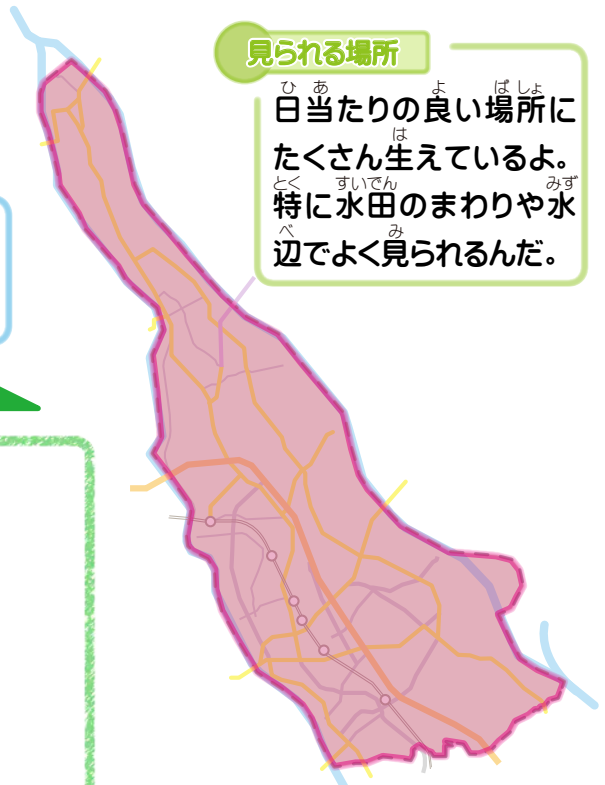 見られる場所
日当たりの良い場所に
たくさん生えているよ。
特に水田のまわりや水
辺でよく見られるんだ。